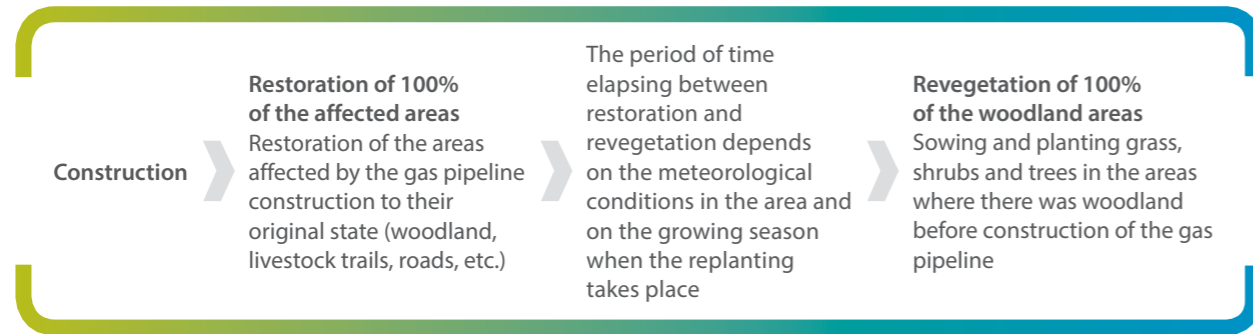 Construction
Restoration of 100%
of the affected areas
Restoration of the areas
affected by the gas pipeline
construction to their
original state (woodland,
livestock trails, roads, etc.)
The period of time
elapsing between
restoration and
revegetation depends
on the meteorological
conditions in the area and
on the growing season
when the replanting
takes place
Revegetation of 100%
of the woodland areas
Sowing and planting grass,
shrubs and trees in the areas
where there was woodland
before construction of the gas
pipeline